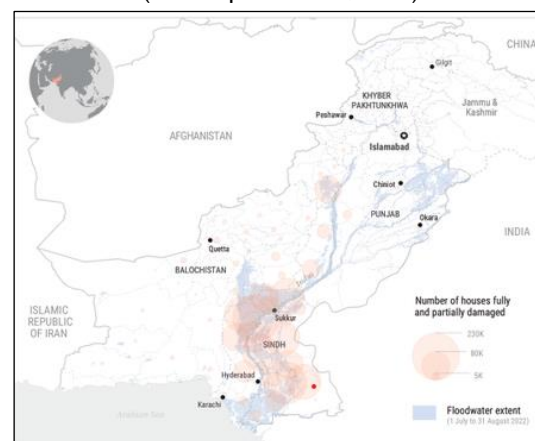 CHINA
Gilgit
KHYBER
PAKHTUNKHWA
Jammu &
Kashmir
Peshawar
Islamabad
AFGHANISTAN
Chiniot
PUNJAB
Okara
Quetta
INDIA
BALOCHISTAN
Indus
ISLAMIC
REPUBLIC
OF IRAN
Number of houses fully
and partially damaged
230K
80K
5K
Sukkur
SINDH
Hyderabad
Karachi
Arabian Sea
Floodwater extent
(1 July to 31 August 2022)